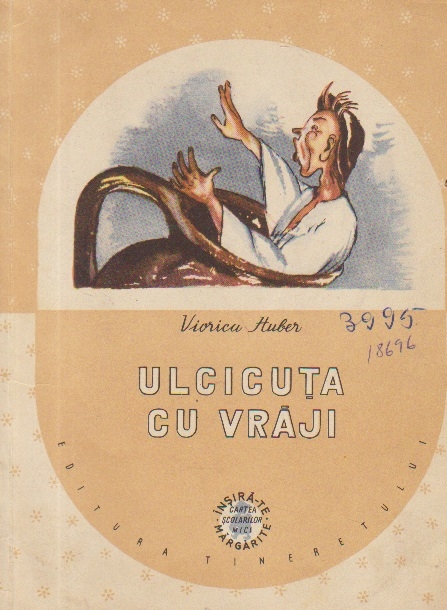 Viorica Huber
3995
18696
ULCICUȚA
CU VRĂJI
ÎNȘIRĂ-TE
CARTEA
ȘCOLARILOR
MICI
MĂRGĂRITE
EDITURA TINERETULUI